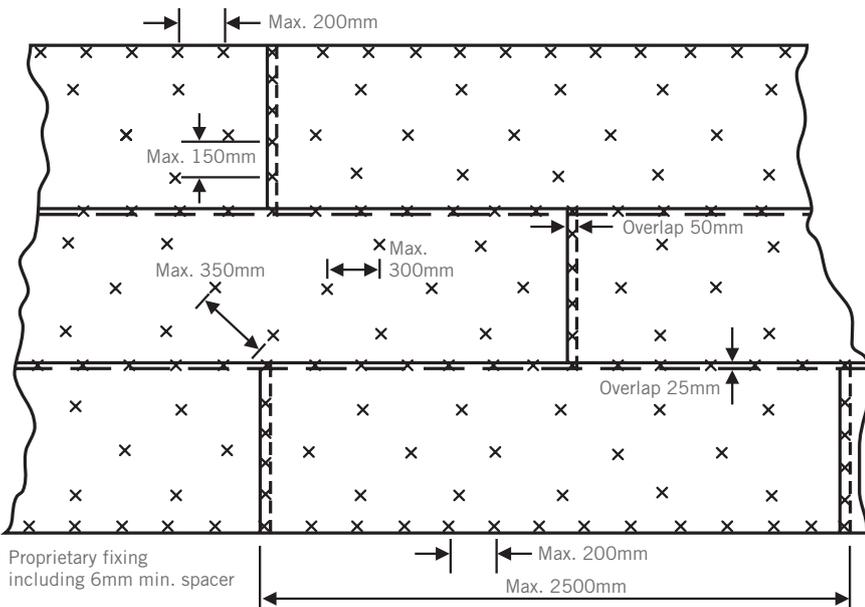 Max. 200mm
Max. 150mm
Overlap 50mm
Max.
300mm
Max. 350mm
Overlap 25mm
Proprietary fixing
including 6mm min. spacer
Max. 200mm
Max. 2500mm